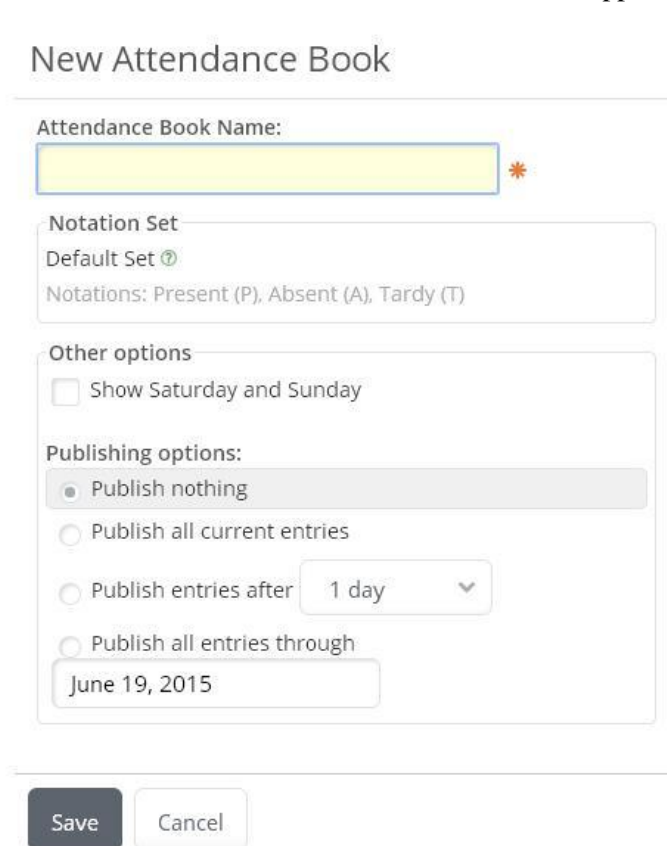 New Attendance Book
Attendance Book Name:
*
Notation Set
Default Set ?
Notations: Present (P), Absent (A), Tardy (T)
Other options
Show Saturday and Sunday
Publishing options:
Publish nothing
Publish all current entries
Publish entries after 1 day
Publish all entries through
June 19, 2015
Save Cancel